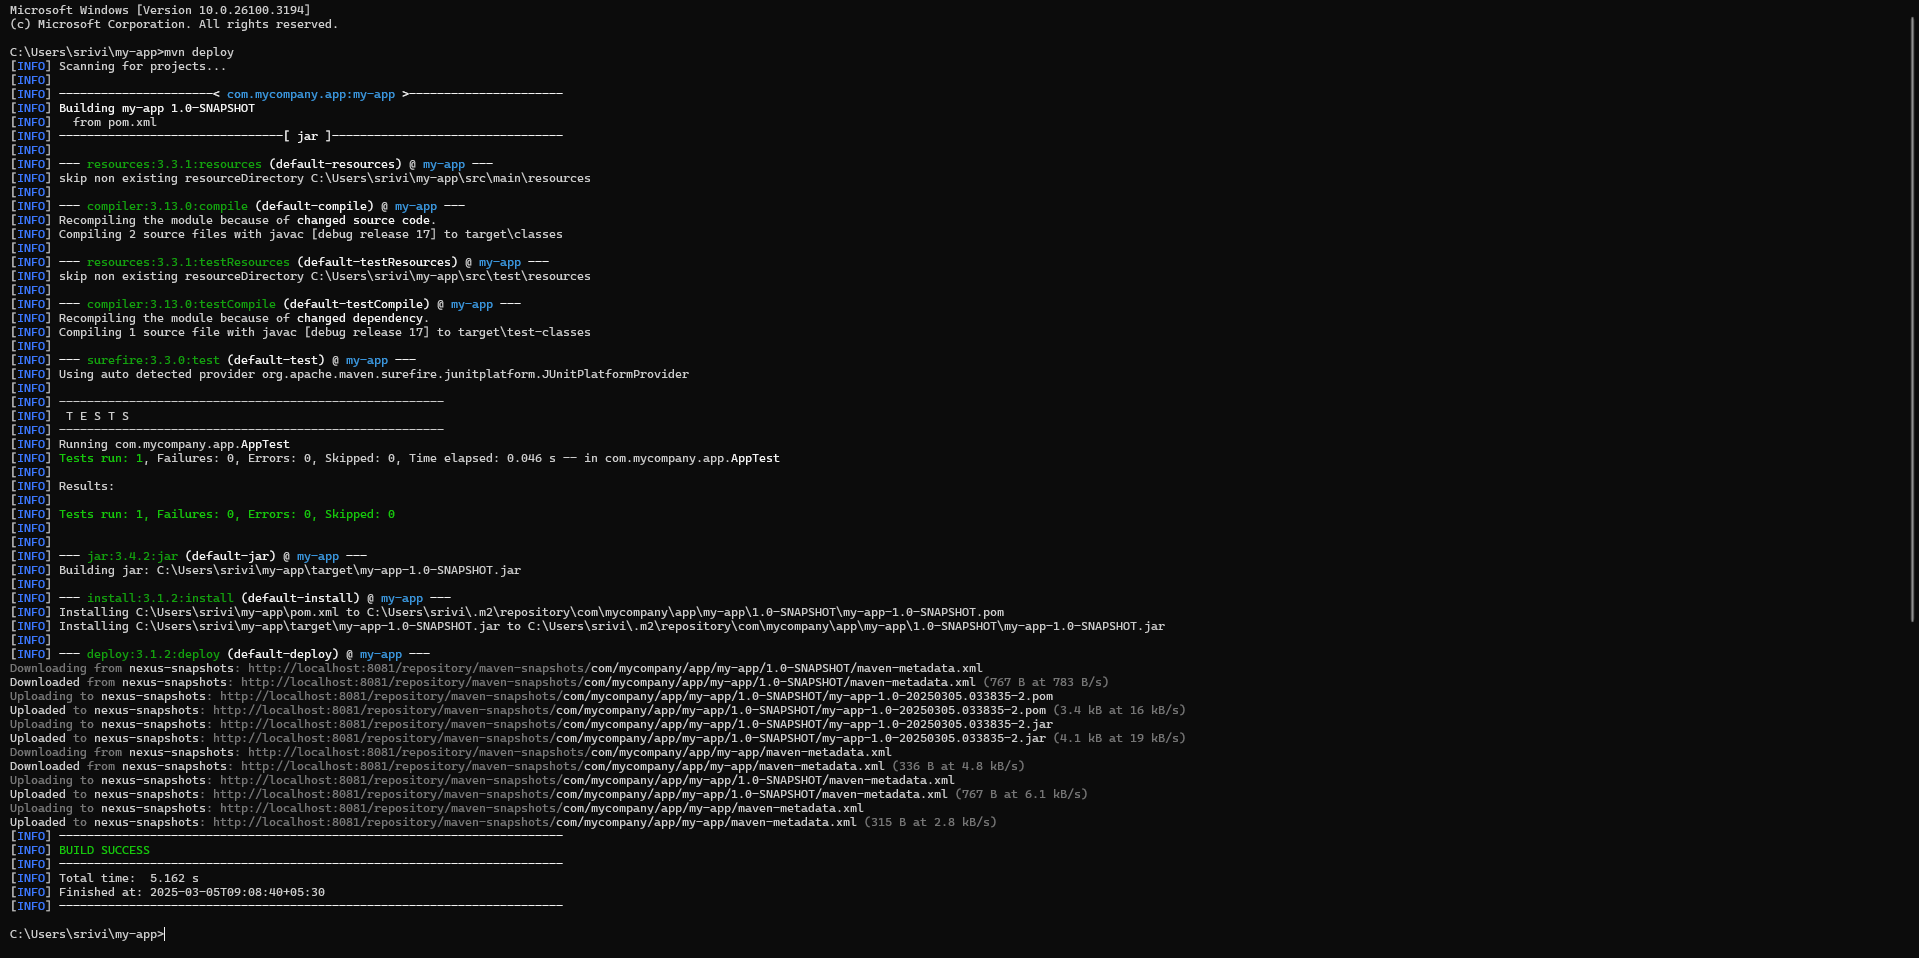 Microsoft Windows [Version 10.0.26100.3194]
(c) Microsoft Corporation. All rights reserved.
C:\Users\srivi\my-app>mvn deploy
[INFO] Scanning for projects...
[INFO]
[INFO] ----------------------< com.mycompany.app:my-app >----------------------
[INFO] Building my-app 1.0-SNAPSHOT
[INFO]   from pom.xml
[INFO] --------------------------------[ jar ]---------------------------------
[INFO]
[INFO] --- resources:3.3.1:resources (default-resources) @ my-app ---
[INFO] skip non existing resourceDirectory C:\Users\srivi\my-app\src\main\resources
[INFO]
[INFO] --- compiler:3.13.0:compile (default-compile) @ my-app ---
[INFO] Recompiling the module because of changed source code.
[INFO] Compiling 2 source files with javac [debug release 17] to target\classes
[INFO]
[INFO] --- resources:3.3.1:testResources (default-testResources) @ my-app ---
[INFO] skip non existing resourceDirectory C:\Users\srivi\my-app\src\test\resources
[INFO]
[INFO] --- compiler:3.13.0:testCompile (default-testCompile) @ my-app ---
[INFO] Recompiling the module because of changed dependency.
[INFO] Compiling 1 source file with javac [debug release 17] to target\test-classes
[INFO]
[INFO] --- surefire:3.3.0:test (default-test) @ my-app ---
[INFO] Using auto detected provider org.apache.maven.surefire.junitplatform.JUnitPlatformProvider
[INFO]
[INFO] -------------------------------------------------------
[INFO]  T E S T S
[INFO] -------------------------------------------------------
[INFO] Running com.mycompany.app.AppTest
[INFO] Tests run: 1, Failures: 0, Errors: 0, Skipped: 0, Time elapsed: 0.046 s -- in com.mycompany.app.AppTest
[INFO]
[INFO] Results:
[INFO]
[INFO] Tests run: 1, Failures: 0, Errors: 0, Skipped: 0
[INFO]
[INFO]
[INFO] --- jar:3.4.2:jar (default-jar) @ my-app ---
[INFO] Building jar: C:\Users\srivi\my-app\target\my-app-1.0-SNAPSHOT.jar
[INFO]
[INFO] --- install:3.1.2:install (default-install) @ my-app ---
[INFO] Installing C:\Users\srivi\my-app\pom.xml to C:\Users\srivi\.m2\repository\com\mycompany\app\my-app\1.0-SNAPSHOT\my-app-1.0-SNAPSHOT.pom
[INFO] Installing C:\Users\srivi\my-app\target\my-app-1.0-SNAPSHOT.jar to C:\Users\srivi\.m2\repository\com\mycompany\app\my-app\1.0-SNAPSHOT\my-app-1.0-SNAPSHOT.jar
[INFO]
[INFO] --- deploy:3.1.2:deploy (default-deploy) @ my-app ---
Downloading from nexus-snapshots: http://localhost:8081/repository/maven-snapshots/com/mycompany/app/my-app/1.0-SNAPSHOT/maven-metadata.xml
Downloaded from nexus-snapshots: http://localhost:8081/repository/maven-snapshots/com/mycompany/app/my-app/1.0-SNAPSHOT/maven-metadata.xml (767 B at 783 B/s)
Uploading to nexus-snapshots: http://localhost:8081/repository/maven-snapshots/com/mycompany/app/my-app/1.0-SNAPSHOT/my-app-1.0-20250305.033835-2.pom
Uploaded to nexus-snapshots: http://localhost:8081/repository/maven-snapshots/com/mycompany/app/my-app/1.0-SNAPSHOT/my-app-1.0-20250305.033835-2.pom (3.4 kB at 16 kB/s)
Uploading to nexus-snapshots: http://localhost:8081/repository/maven-snapshots/com/mycompany/app/my-app/1.0-SNAPSHOT/my-app-1.0-20250305.033835-2.jar
Uploaded to nexus-snapshots: http://localhost:8081/repository/maven-snapshots/com/mycompany/app/my-app/1.0-SNAPSHOT/my-app-1.0-20250305.033835-2.jar (4.1 kB at 19 kB/s)
Downloading from nexus-snapshots: http://localhost:8081/repository/maven-snapshots/com/mycompany/app/my-app/maven-metadata.xml
Downloaded from nexus-snapshots: http://localhost:8081/repository/maven-snapshots/com/mycompany/app/my-app/maven-metadata.xml (336 B at 4.8 kB/s)
Uploading to nexus-snapshots: http://localhost:8081/repository/maven-snapshots/com/mycompany/app/my-app/1.0-SNAPSHOT/maven-metadata.xml
Uploaded to nexus-snapshots: http://localhost:8081/repository/maven-snapshots/com/mycompany/app/my-app/1.0-SNAPSHOT/maven-metadata.xml (767 B at 6.1 kB/s)
Uploading to nexus-snapshots: http://localhost:8081/repository/maven-snapshots/com/mycompany/app/my-app/maven-metadata.xml
Uploaded to nexus-snapshots: http://localhost:8081/repository/maven-snapshots/com/mycompany/app/my-app/maven-metadata.xml (315 B at 2.8 kB/s)
[INFO] ------------------------------------------------------------------------
[INFO] BUILD SUCCESS
[INFO] ------------------------------------------------------------------------
[INFO] Total time:  5.162 s
[INFO] Finished at: 2025-03-05T09:08:40+05:30
[INFO] ------------------------------------------------------------------------
C:\Users\srivi\my-app>